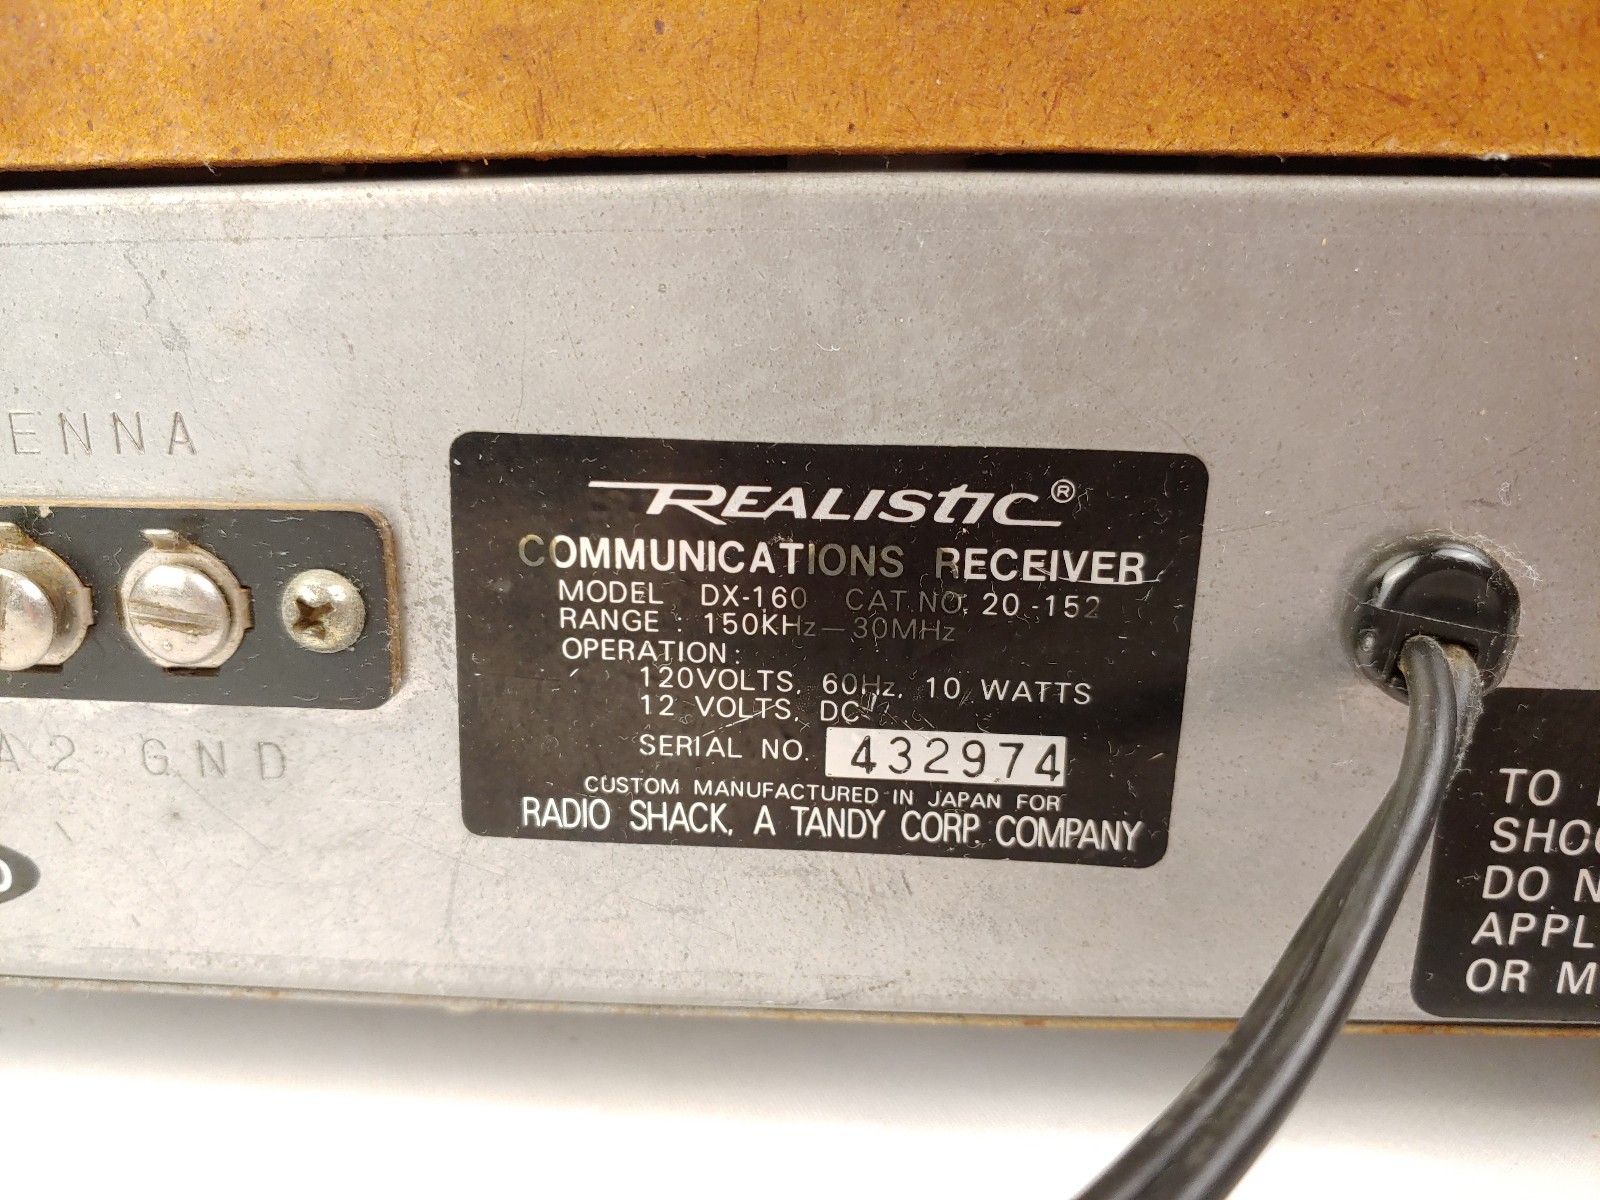 ENNA
A2 GND
REALISTIC®
COMMUNICATIONS RECEIVER
MODEL DX-160 CAT.NO. 20-152
RANGE : 150KHz—30MHz
OPERATION :
120VOLTS, 60Hz, 10 WATTS
12 VOLTS, DC
SERIAL NO. 432974
CUSTOM MANUFACTURED IN JAPAN FOR
RADIO SHACK, A TANDY CORP. COMPANY
TO
SHOC
DO N
APPL
OR M